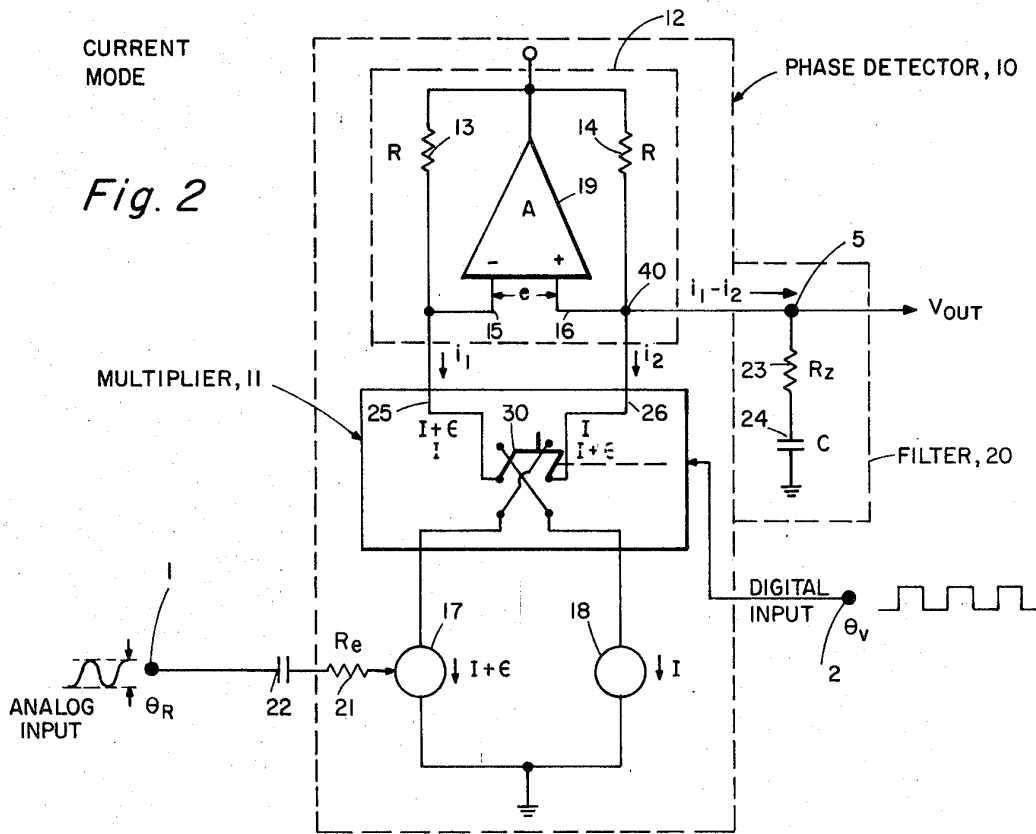 CURRENT
MODE
Fig. 2
12
PHASE DETECTOR, 10
R
13
14
R
A
19
-
+
e
15
16
40
i₁-i₂
5
VOUT
23
RZ
24
C
FILTER, 20
i₁
i₂
MULTIPLIER, 11
25
26
30
I+ϵ
I
I
I+ϵ
DIGITAL
INPUT
θV
2
1
ANALOG
INPUT
θR
22
Re
21
17
I+ϵ
18
I